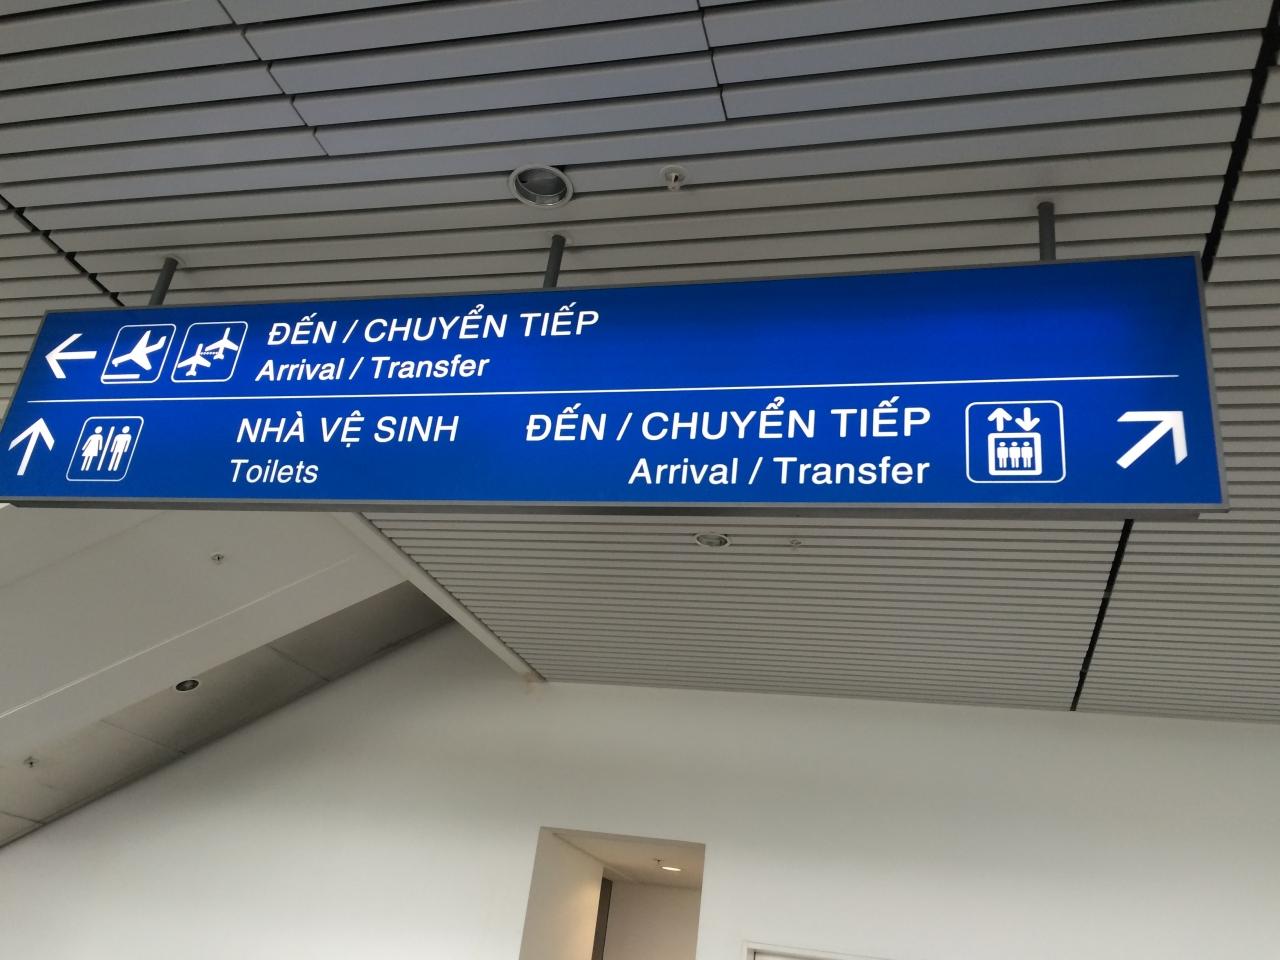 ĐẾN / CHUYỂN TIẾP
Arrival / Transfer
NHÀ VỆ SINH
Toilets
ĐẾN / CHUYỂN TIẾP
Arrival / Transfer